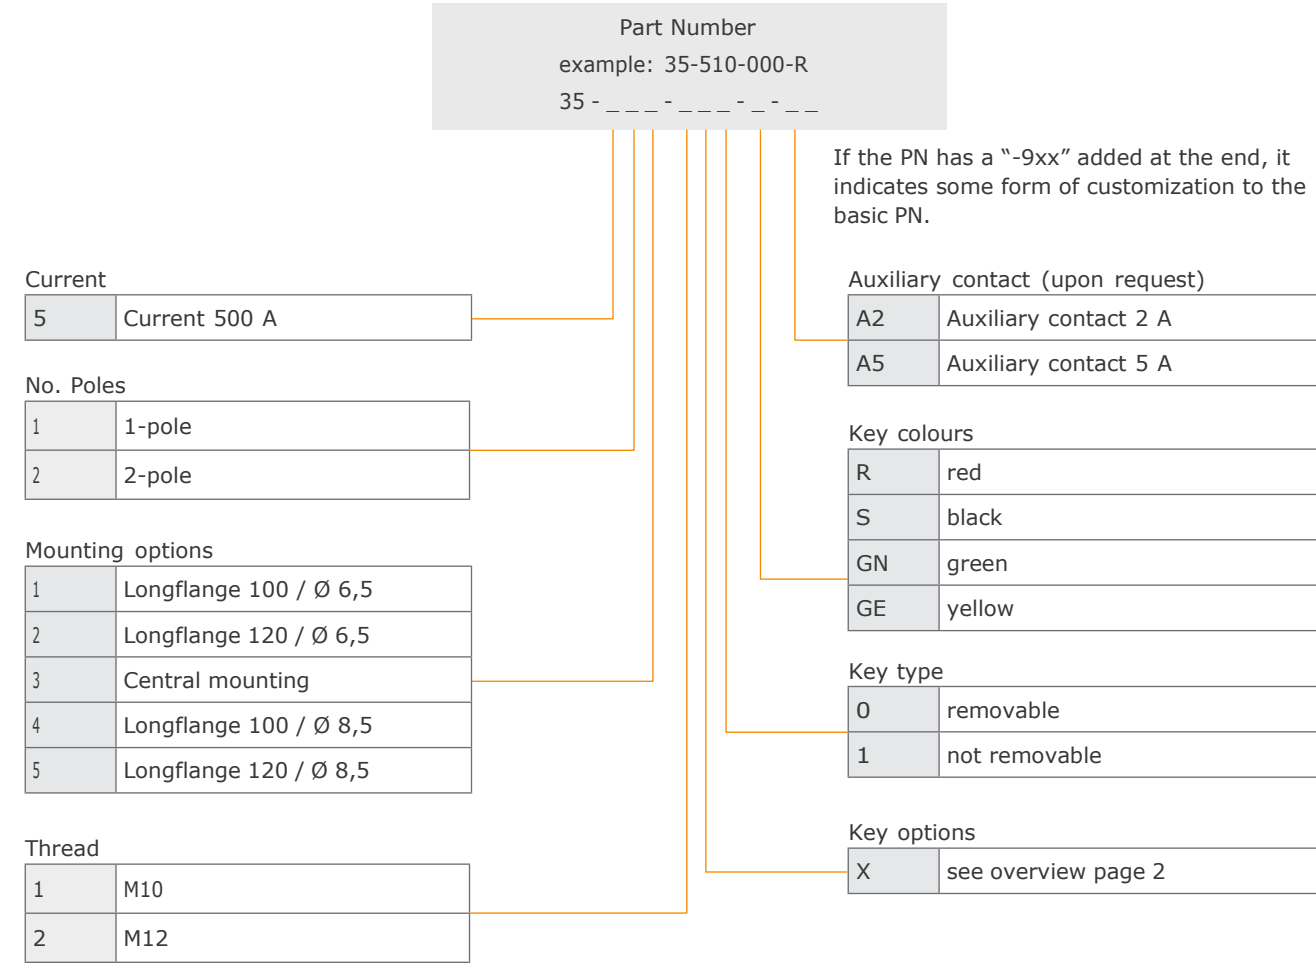 Part Number
example: 35-510-000-R
35 - _ _ _ - _ _ _ - _ - _ _
If the PN has a “-9xx” added at the end, it
indicates some form of customization to the
basic PN.
Current
5 Current 500 A
No. Poles
1 1-pole
2 2-pole
Mounting options
1 Longflange 100 / Ø 6,5
2 Longflange 120 / Ø 6,5
3 Central mounting
4 Longflange 100 / Ø 8,5
5 Longflange 120 / Ø 8,5
Thread
1 M10
2 M12
Auxiliary contact (upon request)
A2 Auxiliary contact 2 A
A5 Auxiliary contact 5 A
Key colours
R red
S black
GN green
GE yellow
Key type
0 removable
1 not removable
Key options
X see overview page 2